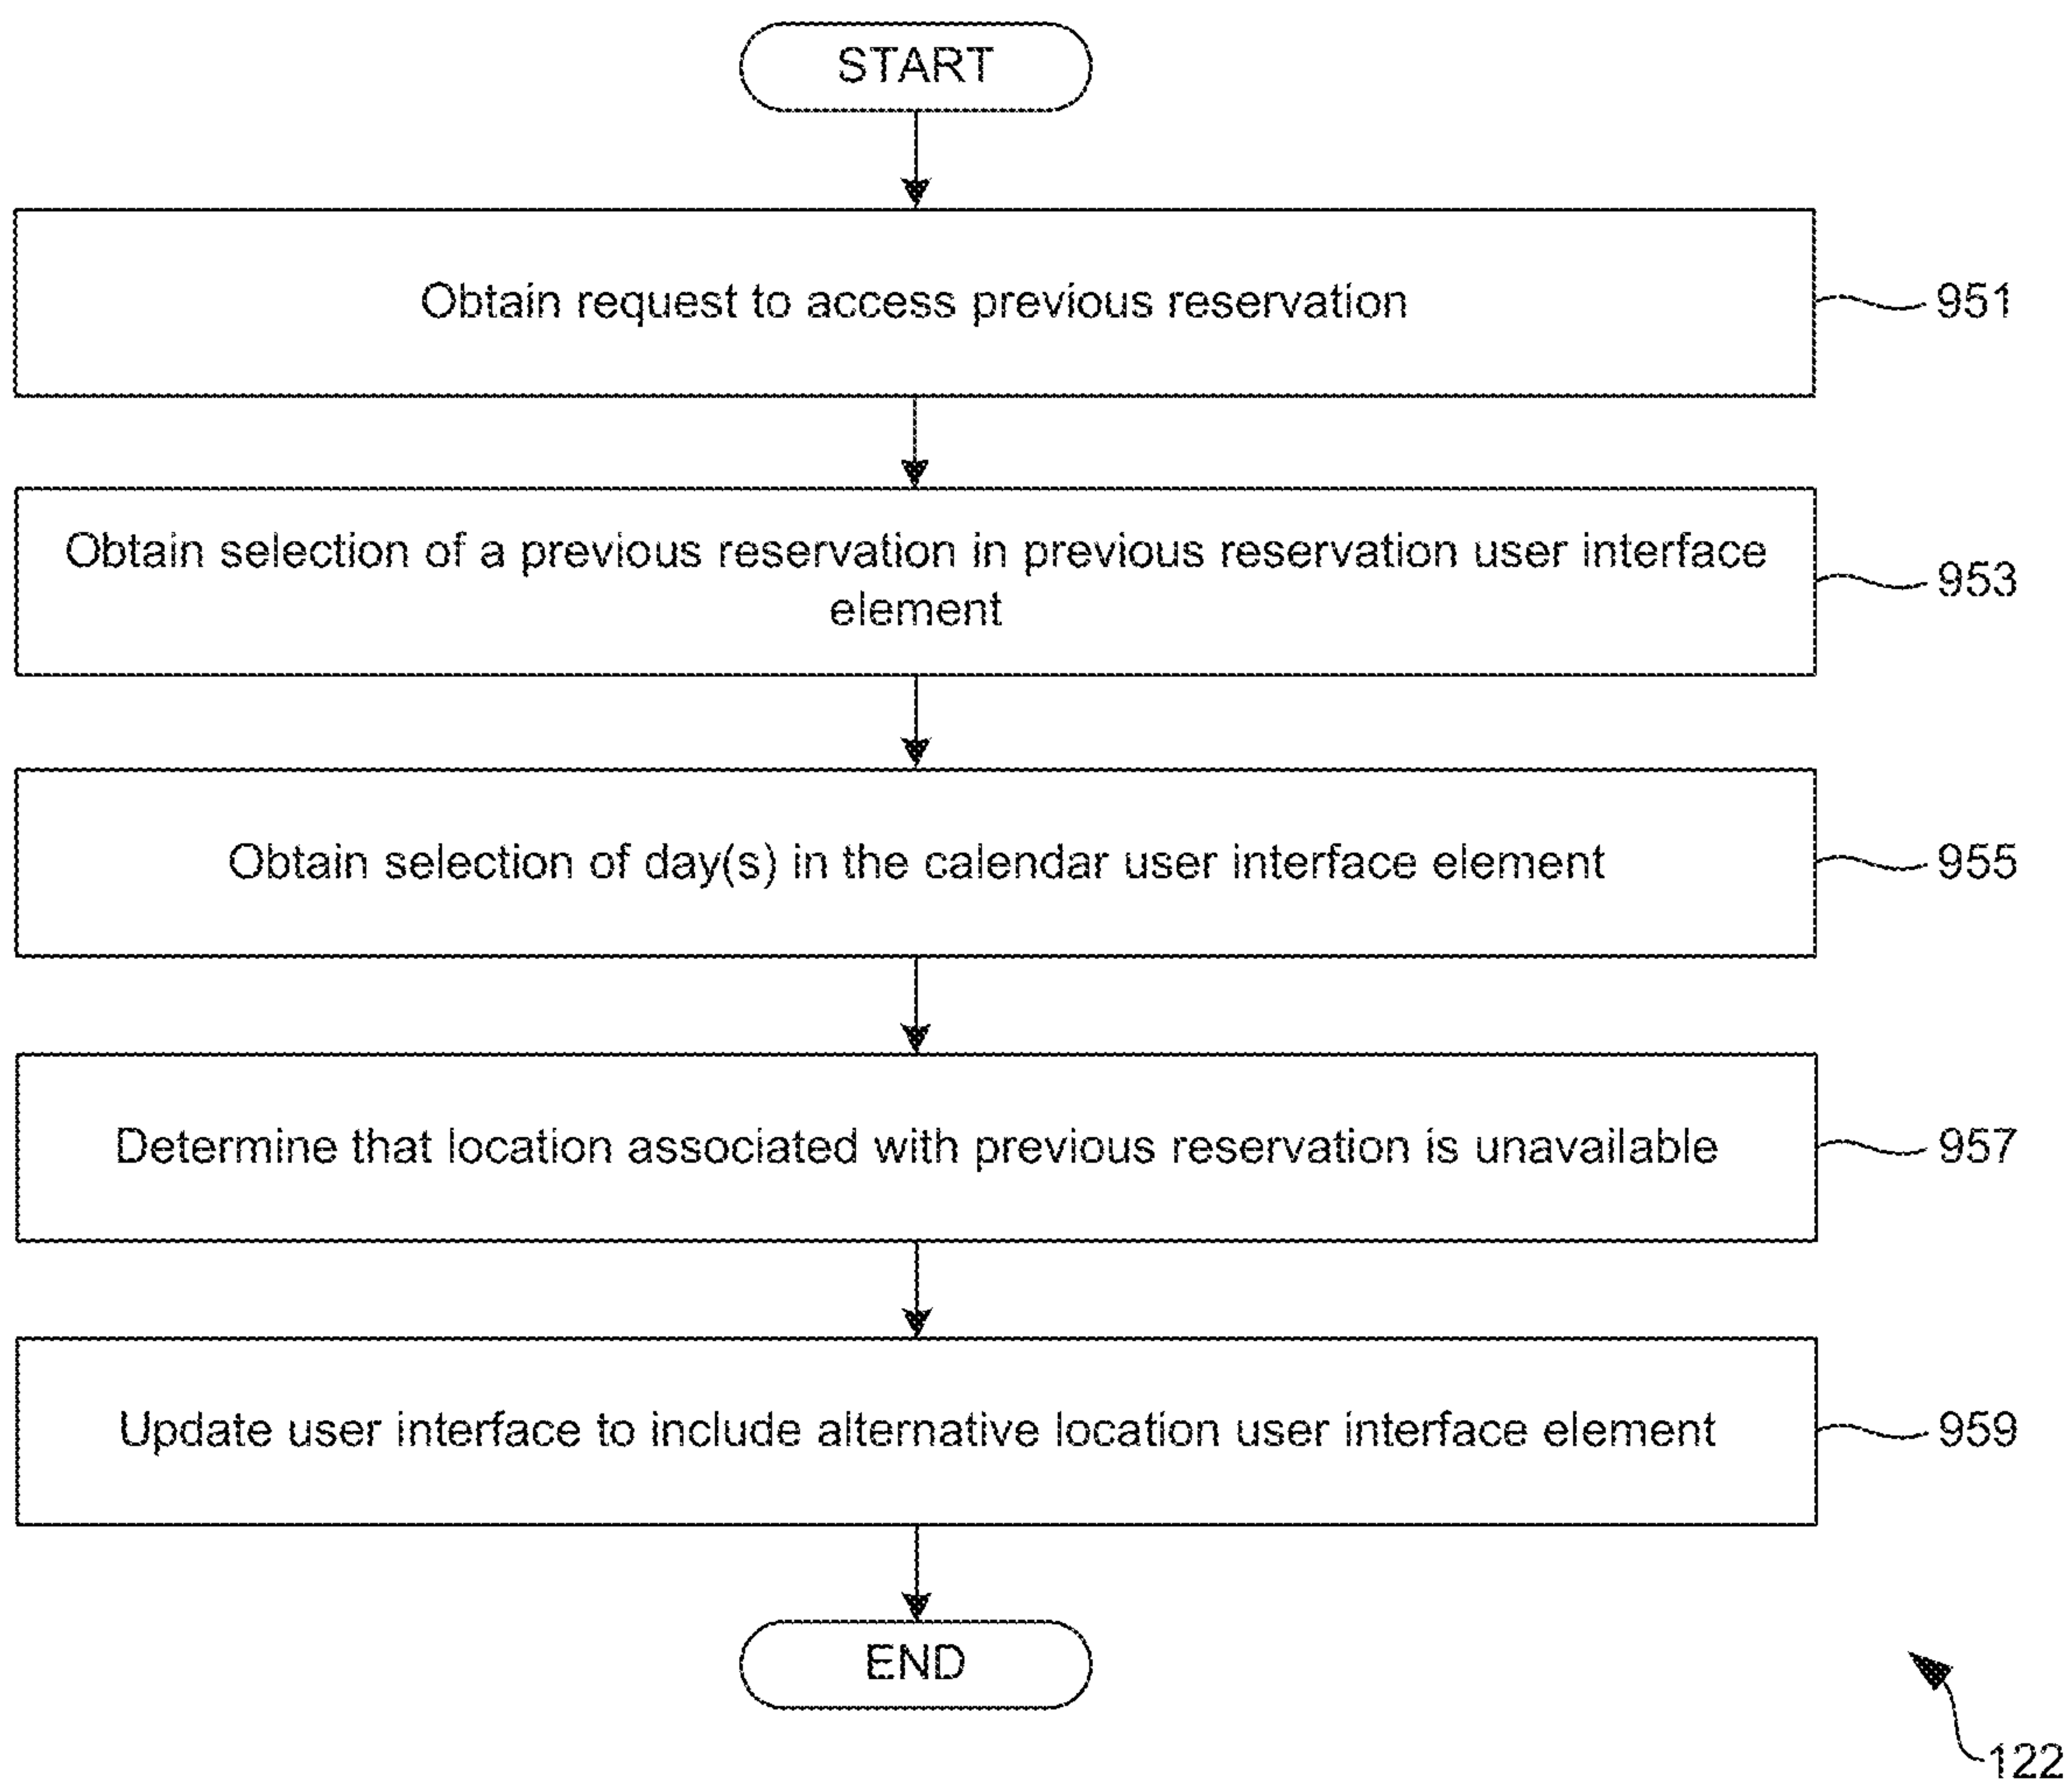 START
Obtain request to access previous reservation
951
Obtain selection of a previous reservation in previous reservation user interface
element
953
Obtain selection of day(s) in the calendar user interface element
955
Determine that location associated with previous reservation is unavailable
957
Update user interface to include alternative location user interface element
959
END
122